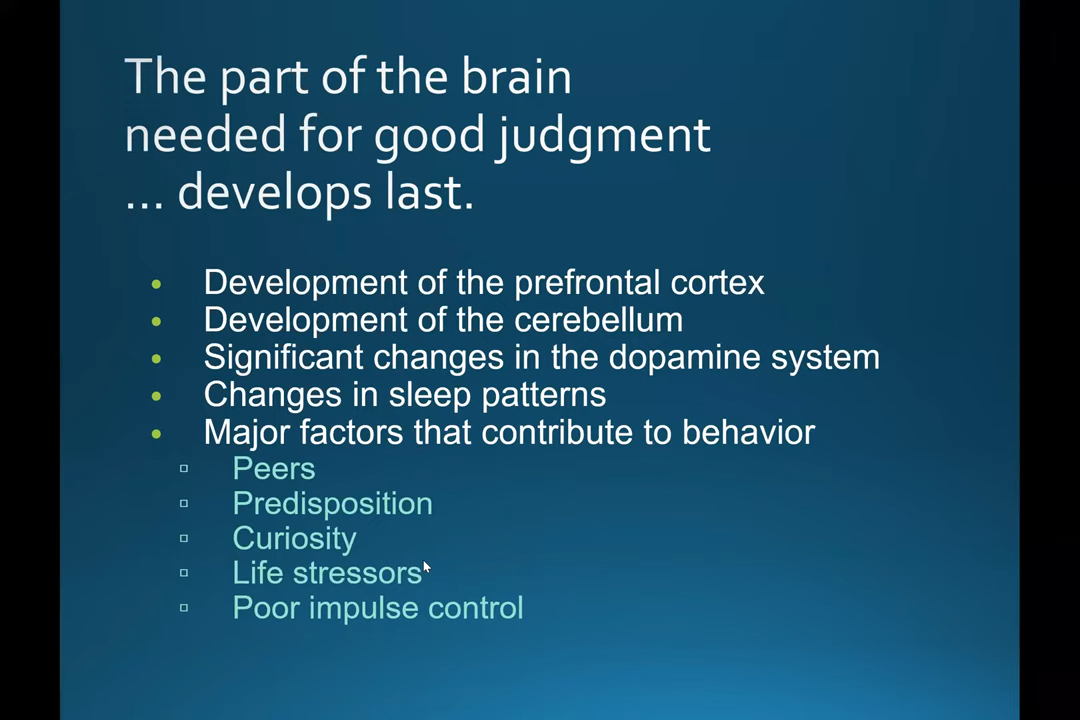 The part of the brain
needed for good judgment
... develops last.
• Development of the prefrontal cortex
• Development of the cerebellum
• Significant changes in the dopamine system
• Changes in sleep patterns
• Major factors that contribute to behavior
▫ Peers
▫ Predisposition
▫ Curiosity
▫ Life stressors
▫ Poor impulse control